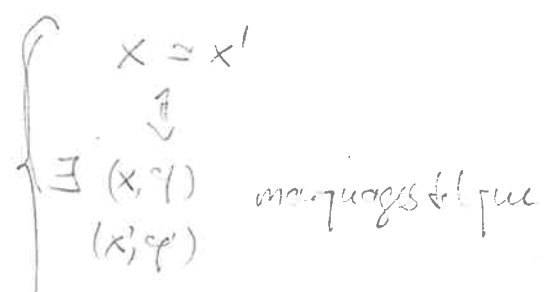 X ≃ X'
⇕
∃ (X, φ) marquages tel que
(X', φ')